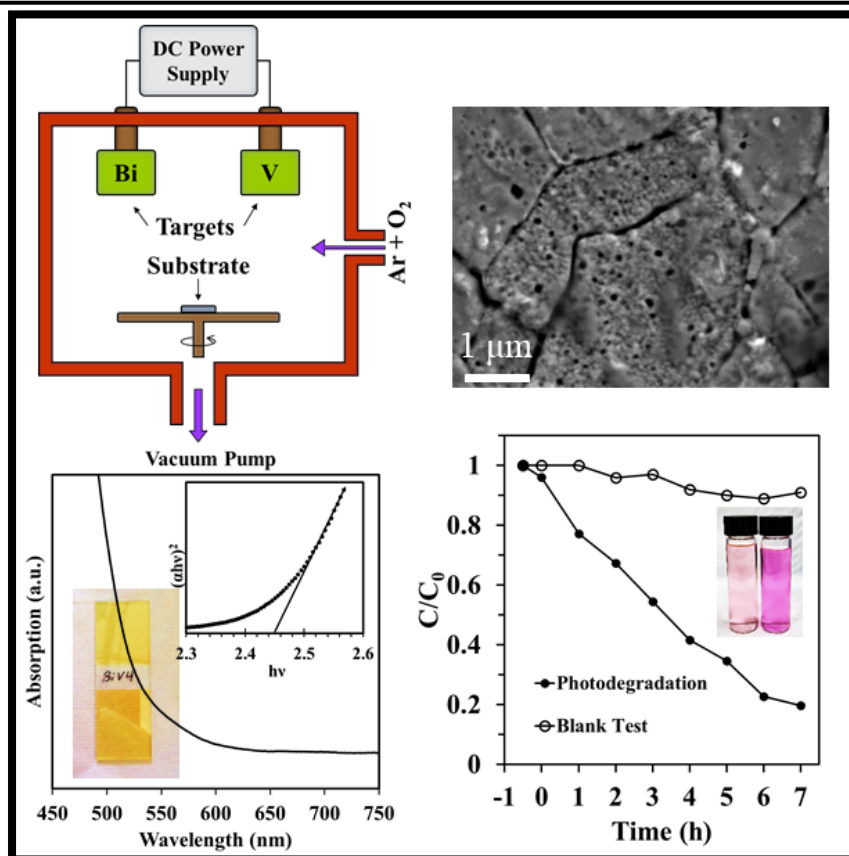 DC Power
Supply
Bi
V
Targets
Substrate
Ar + O₂
Vacuum Pump
1 μm
Absorption (a.u.)
(αhν)²
2.3 2.4 2.5 2.6
hν
BiV4
450 500 550 600 650 700 750
Wavelength (nm)
C/C₀
1
0.8
0.6
0.4
0.2
0
Photodegradation
Blank Test
-1 0 1 2 3 4 5 6 7
Time (h)